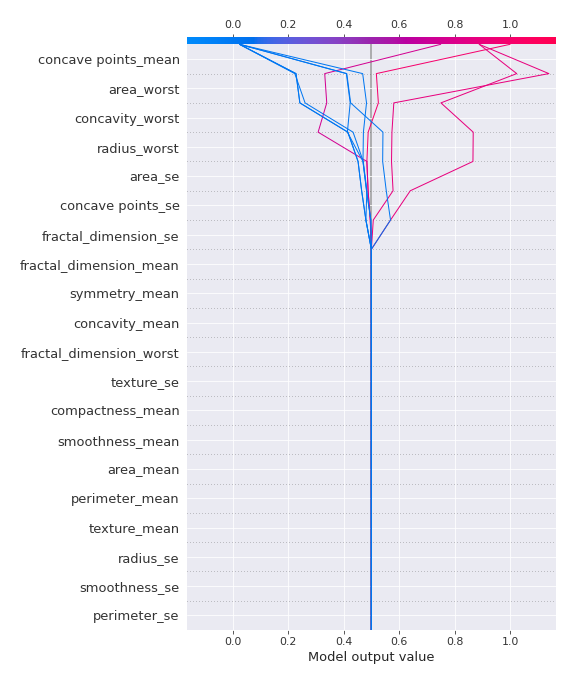 0.0 0.2 0.4 0.6 0.8 1.0
concave points_mean
area_worst
concavity_worst
radius_worst
area_se
concave points_se
fractal_dimension_se
fractal_dimension_mean
symmetry_mean
concavity_mean
fractal_dimension_worst
texture_se
compactness_mean
smoothness_mean
area_mean
perimeter_mean
texture_mean
radius_se
smoothness_se
perimeter_se
0.0 0.2 0.4 0.6 0.8 1.0
Model output value